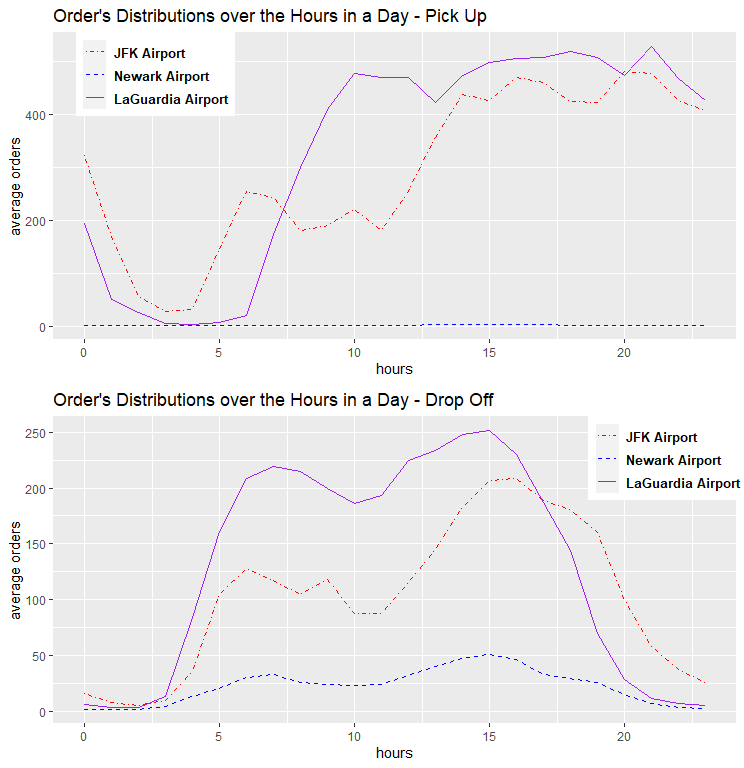 Order's Distributions over the Hours in a Day - Pick Up
JFK Airport
Newark Airport
LaGuardia Airport
average orders
400
200
0
0
5
10
15
20
hours
Order's Distributions over the Hours in a Day - Drop Off
JFK Airport
Newark Airport
LaGuardia Airport
average orders
250
200
150
100
50
0
0
5
10
15
20
hours